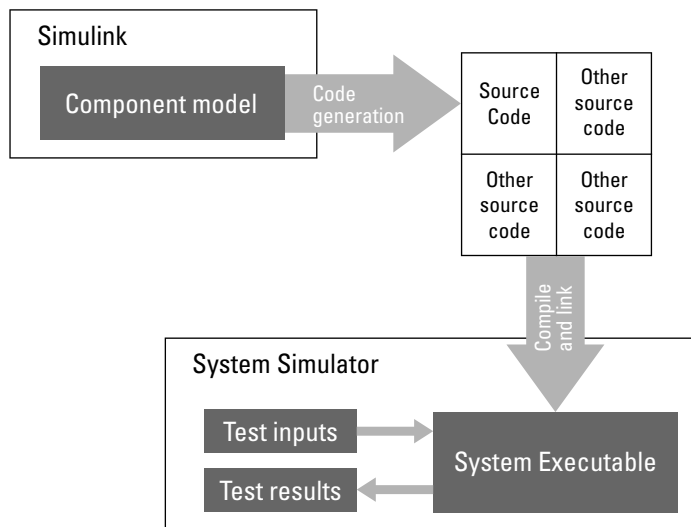 Simulink
Component model
Code
generation
Source
Code
Other
source
code
Other
source
code
Other
source
code
Compile
and link
System Simulator
Test inputs
Test results
System Executable